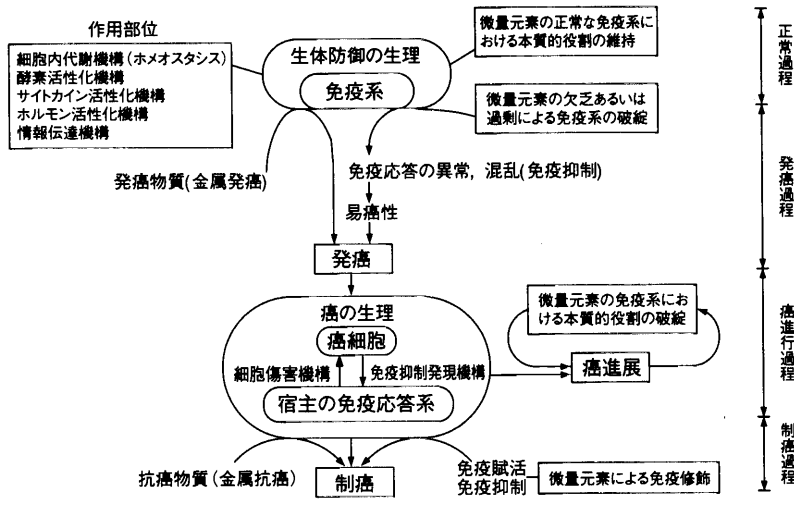 作用部位
細胞内代謝機構(ホメオスタシス)
酵素活性化機構
サイトカイン活性化機構
ホルモン活性化機構
情報伝達機構
生体防御の生理
免疫系
微量元素の正常な免疫系に
おける本質的役割の維持
微量元素の欠乏あるいは
過剰による免疫系の破綻
正常過程
発癌物質(金属発癌)
免疫応答の異常,混乱(免疫抑制)
易癌性
発癌
発癌過程
癌の生理
癌細胞
細胞傷害機構
免疫抑制発現機構
宿主の免疫応答系
微量元素の免疫系にお
ける本質的役割の破綻
癌進展
癌進行過程
抗癌物質(金属抗癌)
制癌
免疫賦活
免疫抑制
微量元素による免疫修飾
制癌過程